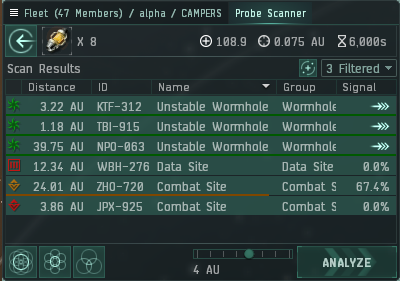 Fleet (47 Members) / alpha / CAMPERS Probe Scanner
X 8 108.9 0.075 AU 6,000s
Scan Results 3 Filtered
Distance ID Name Group Signal
3.22 AU KTF-312 Unstable Wormhole Wormhole
1.18 AU TBI-915 Unstable Wormhole Wormhole
39.75 AU NPO-063 Unstable Wormhole Wormhole
12.34 AU WBH-276 Data Site Data Site 0.0%
24.01 AU ZHO-720 Combat Site Combat S 67.4%
3.86 AU JPX-925 Combat Site Combat S 0.0%
4 AU
ANALYZE